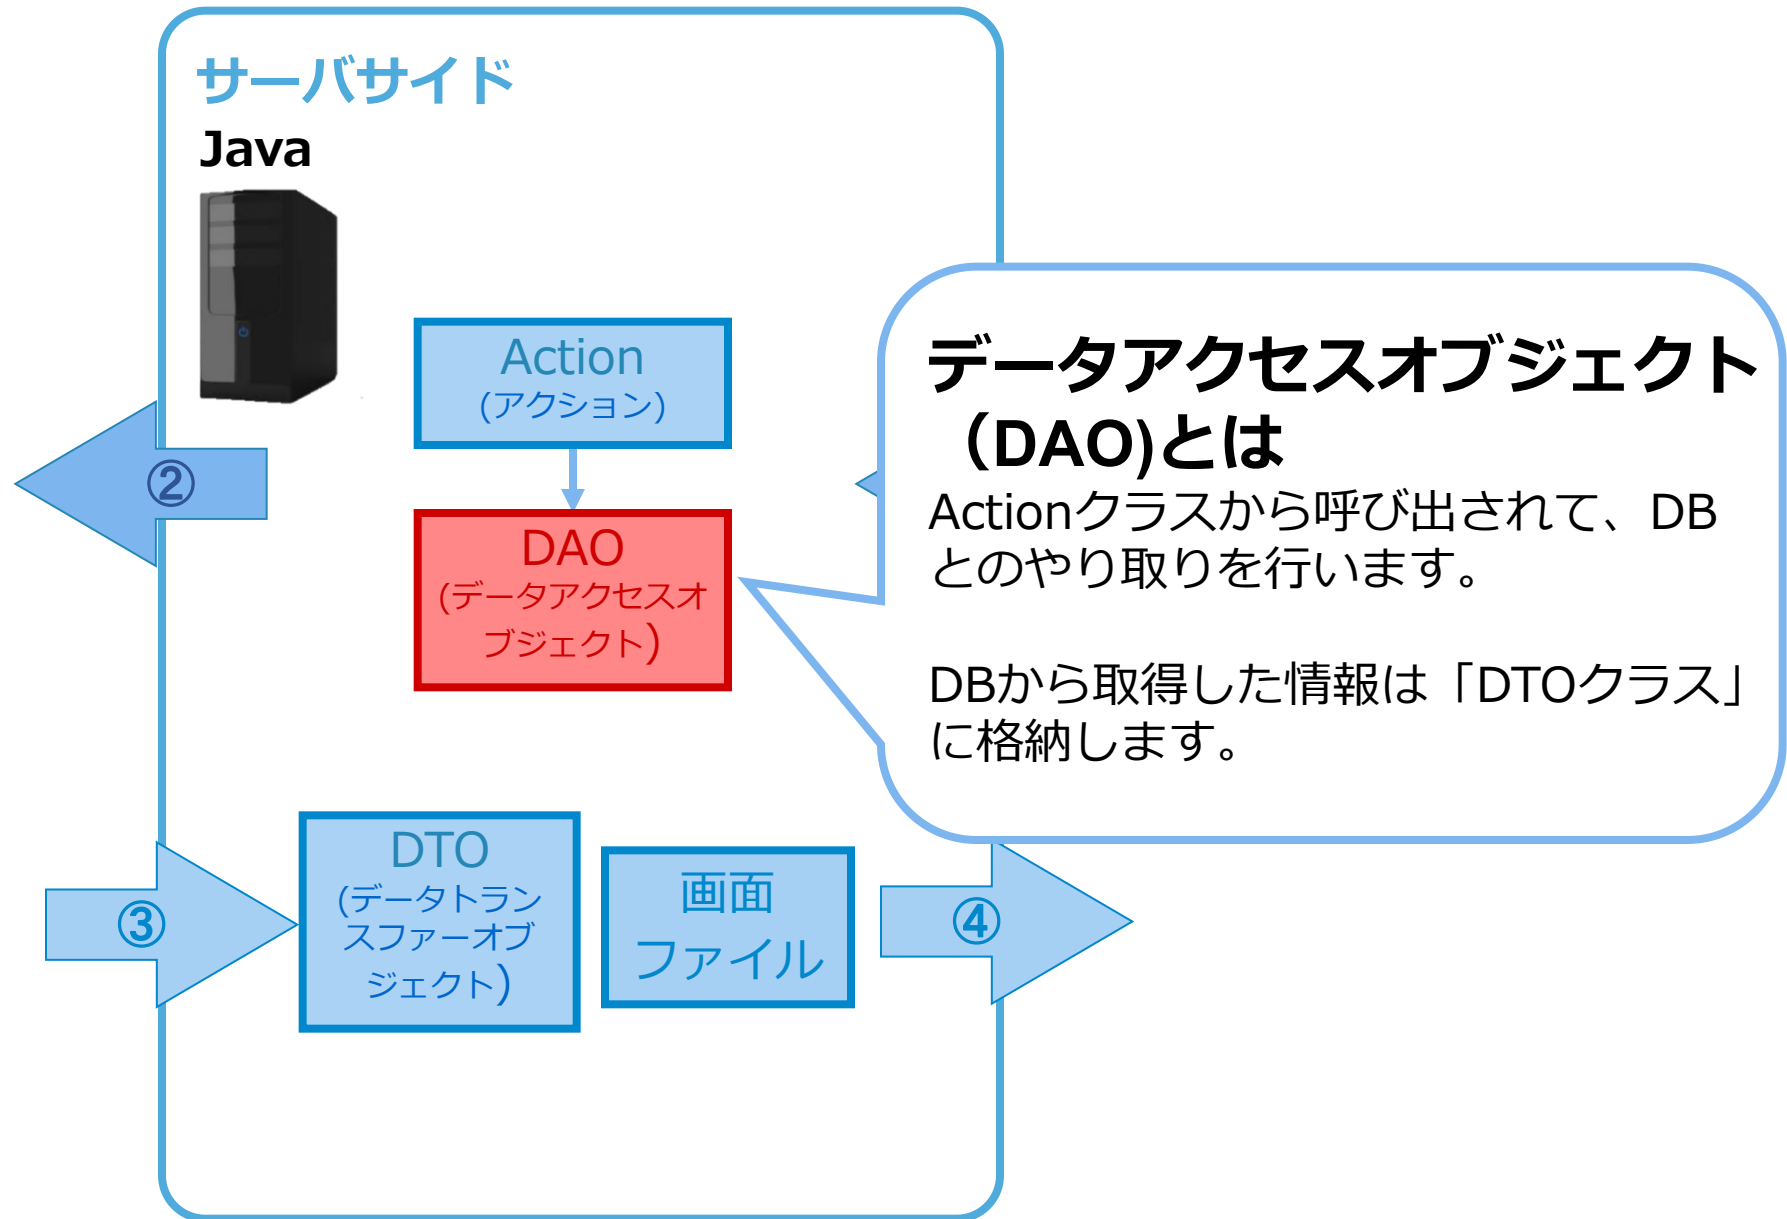 サーバサイド
Java
Action
(アクション)
②
DAO
(データアクセスオ
ブジェクト)
データアクセスオブジェクト
（DAO)とは
Actionクラスから呼び出されて、DB
とのやり取りを行います。
DBから取得した情報は「DTOクラス」
に格納します。
③
DTO
(データトラン
スファーオブ
ジェクト)
画面
ファイル
④